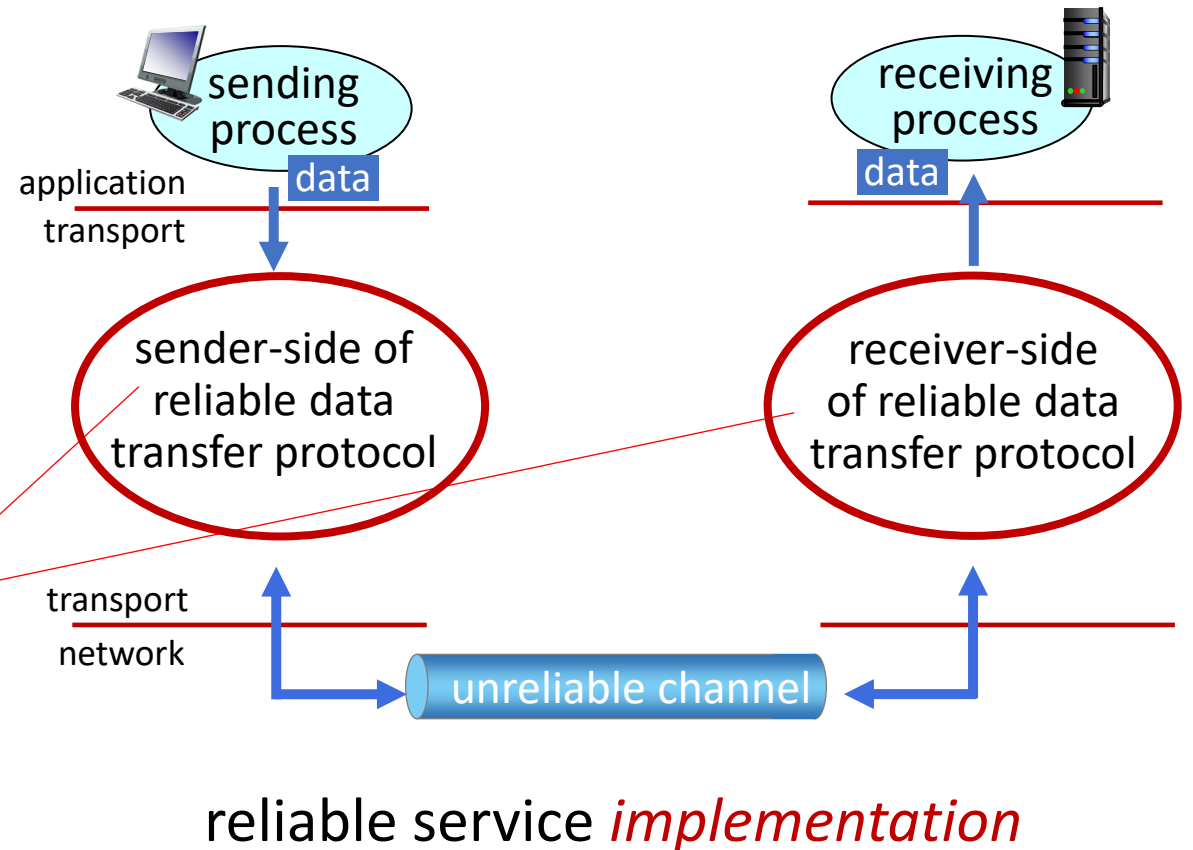 sending
process
receiving
process
data
data
application
transport
sender-side of
reliable data
transfer protocol
receiver-side
of reliable data
transfer protocol
transport
network
unreliable channel
reliable service implementation